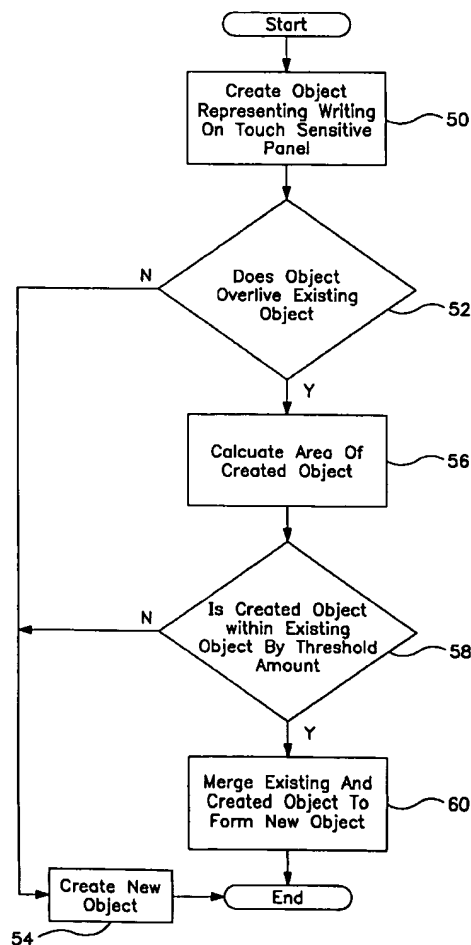 Start
Create Object
Representing Writing
On Touch Sensitive
Panel
50
N
Does Object
Overlive Existing
Object
52
Y
Calcuate Area Of
Created Object
56
N
Is Created Object
within Existing
Object By Threshold
Amount
58
Y
Merge Existing And
Created Object To
Form New Object
60
Create New
Object
End
54